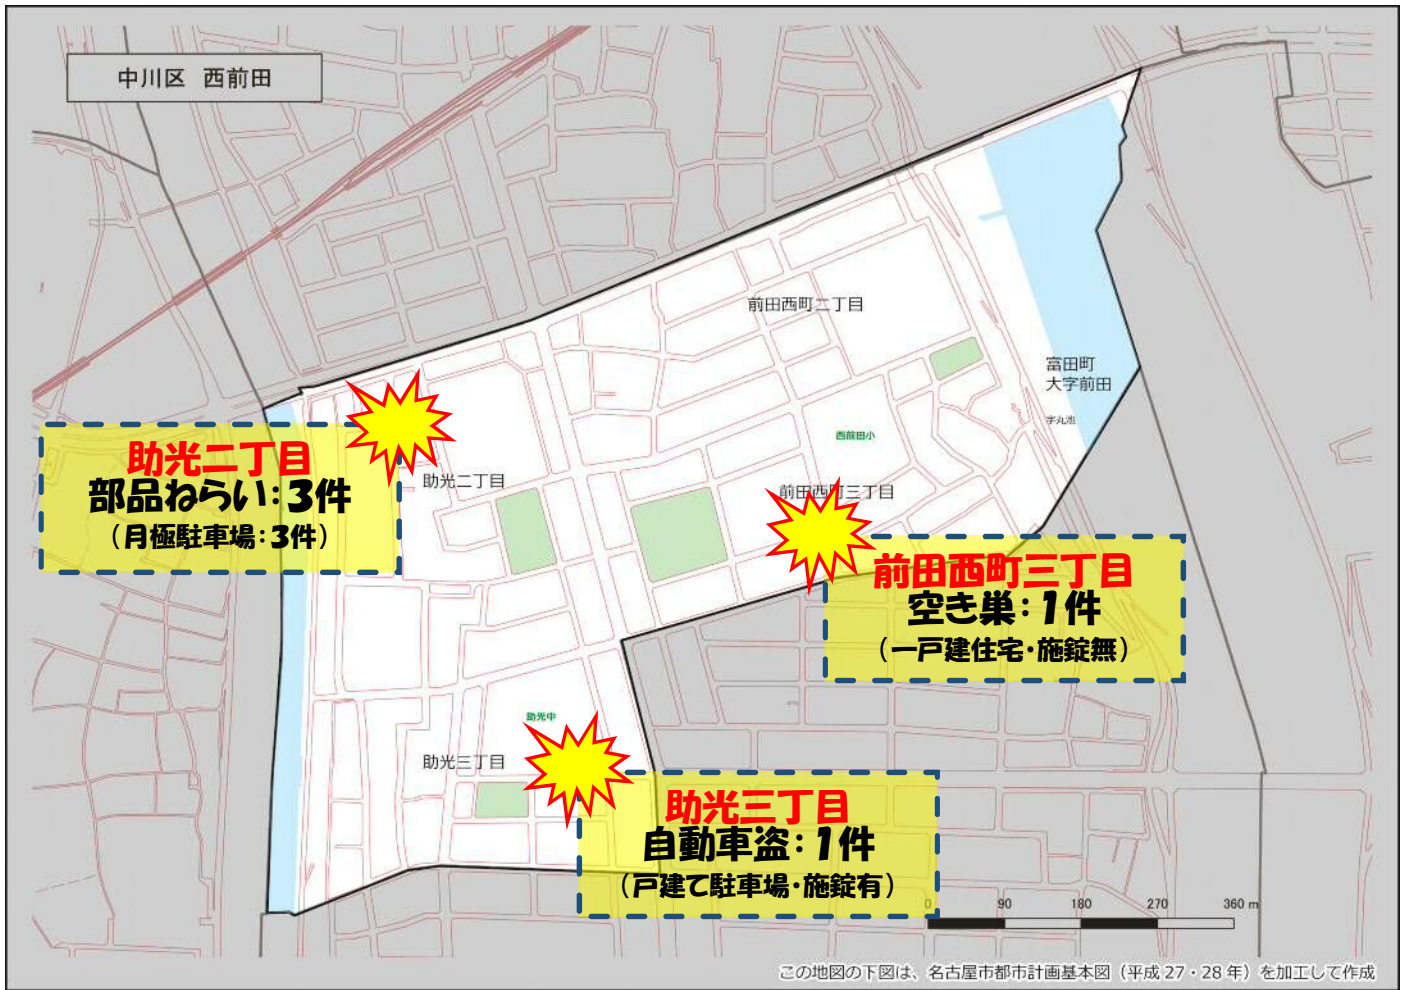 中川区 西前田
前田西町二丁目
富田町
大字前田
字丸池
西前田小
助光二丁目
部品ねらい：3件
（月極駐車場：3件）
助光二丁目
前田西町三丁目
前田西町三丁目
空き巣：1件
（一戸建住宅・施錠無）
助光中
助光三丁目
助光三丁目
自動車盗：1件
（戸建て駐車場・施錠有）
0 90 180 270 360 m
この地図の下図は、名古屋市都市計画基本図（平成 27・28 年）を加工して作成